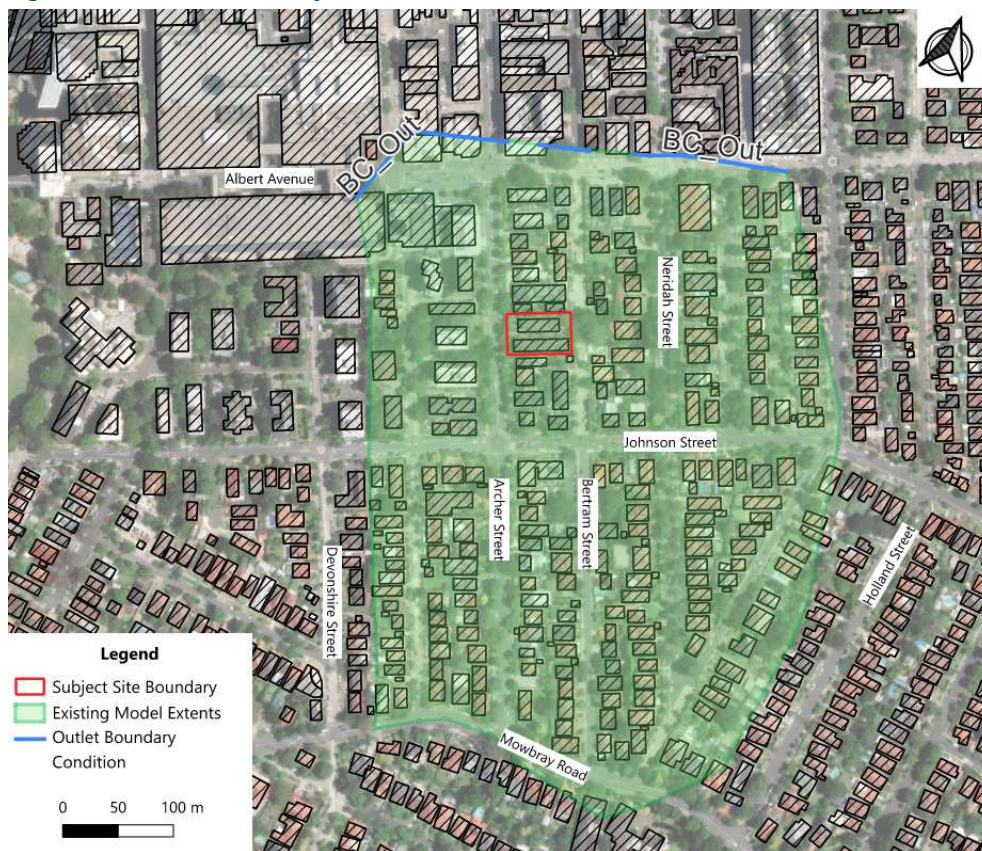 BC_Out
BC_Out
Albert Avenue
Neridah Street
Johnson Street
Archer Street
Bertram Street
Devonshire Street
Holland Street
Mowbray Road
Legend
Subject Site Boundary
Existing Model Extents
Outlet Boundary
Condition
0 50 100 m